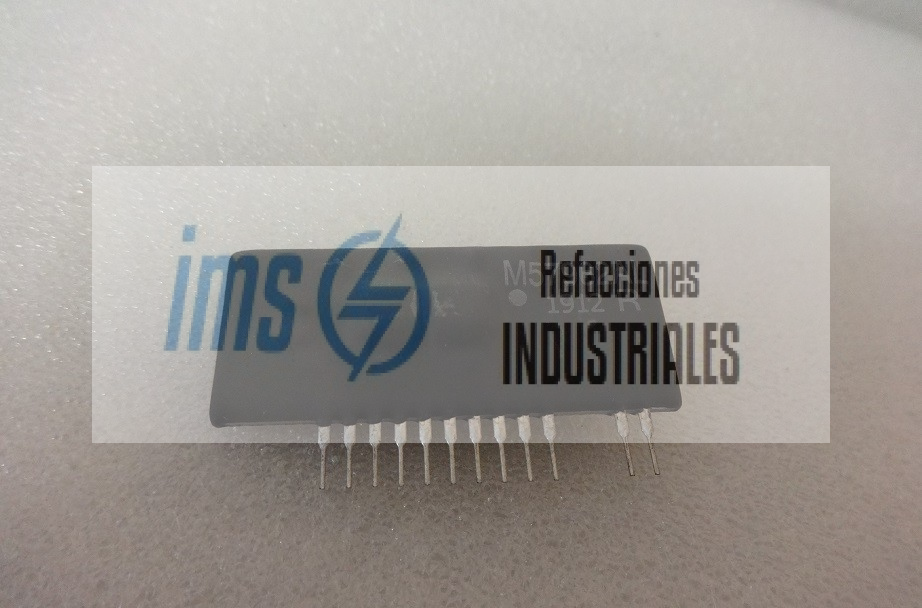 ims
Refacciones
INDUSTRIALES
1912 R